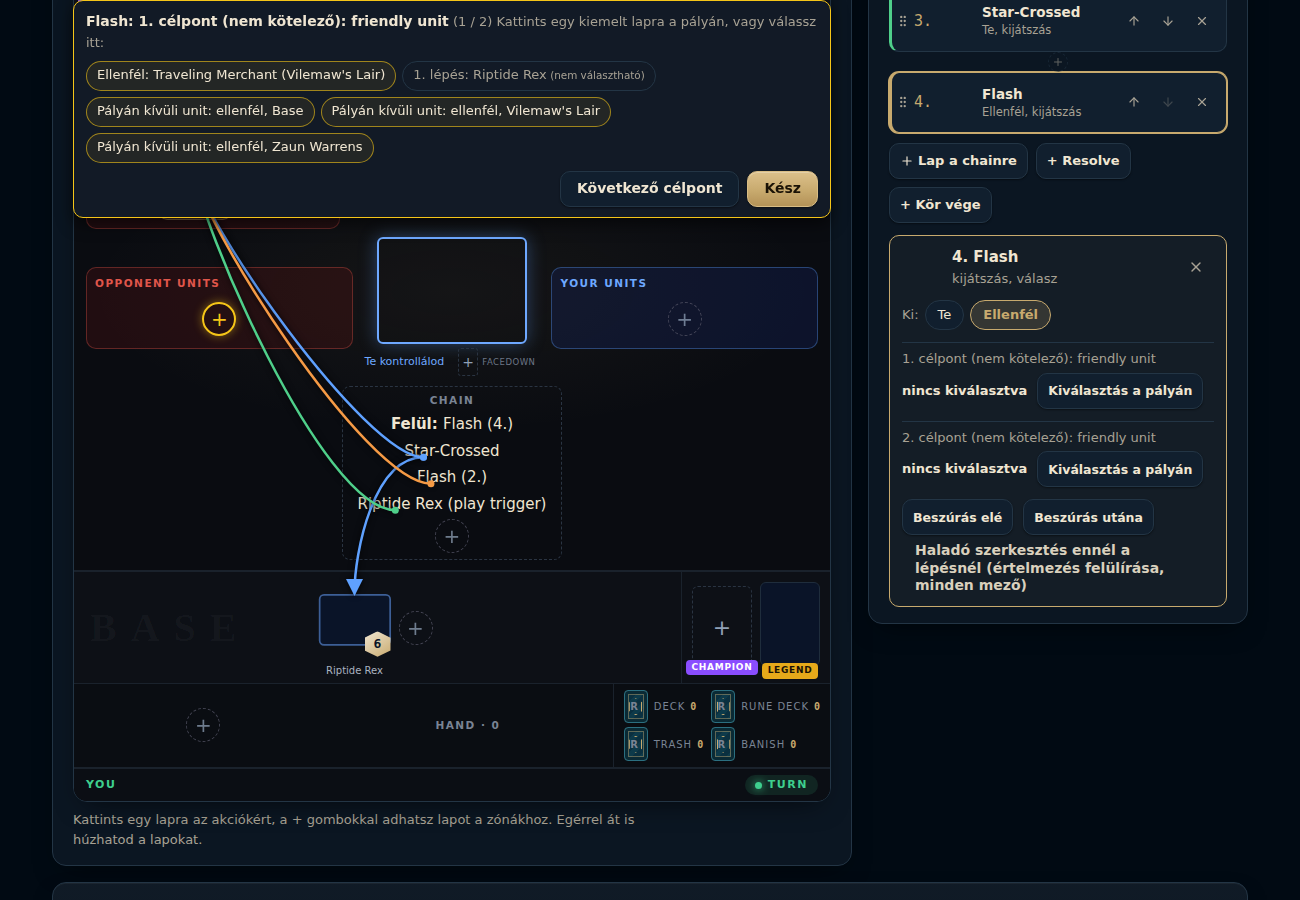 Flash: 1. célpont (nem kötelező): friendly unit (1 / 2) Kattints egy kiemelt lapra a pályán, vagy válassz
itt:
Ellenfél: Traveling Merchant (Vilemaw's Lair)
1. lépés: Riptide Rex (nem választható)
Pályán kívüli unit: ellenfél, Base
Pályán kívüli unit: ellenfél, Vilemaw's Lair
Pályán kívüli unit: ellenfél, Zaun Warrens
Következő célpont
Kész
OPPONENT UNITS
+
YOUR UNITS
+
Te kontrollálod
+ FACEDOWN
CHAIN
Felül: Flash (4.)
Star-Crossed
Flash (2.)
Riptide Rex (play trigger)
+
BASE
6
Riptide Rex
+
+
CHAMPION
LEGEND
+
HAND · 0
DECK 0
RUNE DECK 0
TRASH 0
BANISH 0
YOU
TURN
Kattints egy lapra az akciókért, a + gombokkal adhatsz lapot a zónákhoz. Egérrel át is
húzhatod a lapokat.
3.
Star-Crossed
Te, kijátszás
↑ ↓ ×
+
4.
Flash
Ellenfél, kijátszás
↑ ↓ ×
+ Lap a chainre
+ Resolve
+ Kör vége
4. Flash
kijátszás, válasz
×
Ki: Te Ellenfél
1. célpont (nem kötelező): friendly unit
nincs kiválasztva
Kiválasztás a pályán
2. célpont (nem kötelező): friendly unit
nincs kiválasztva
Kiválasztás a pályán
Beszúrás elé
Beszúrás utána
Haladó szerkesztés ennél a
lépésnél (értelmezés felülírása,
minden mező)